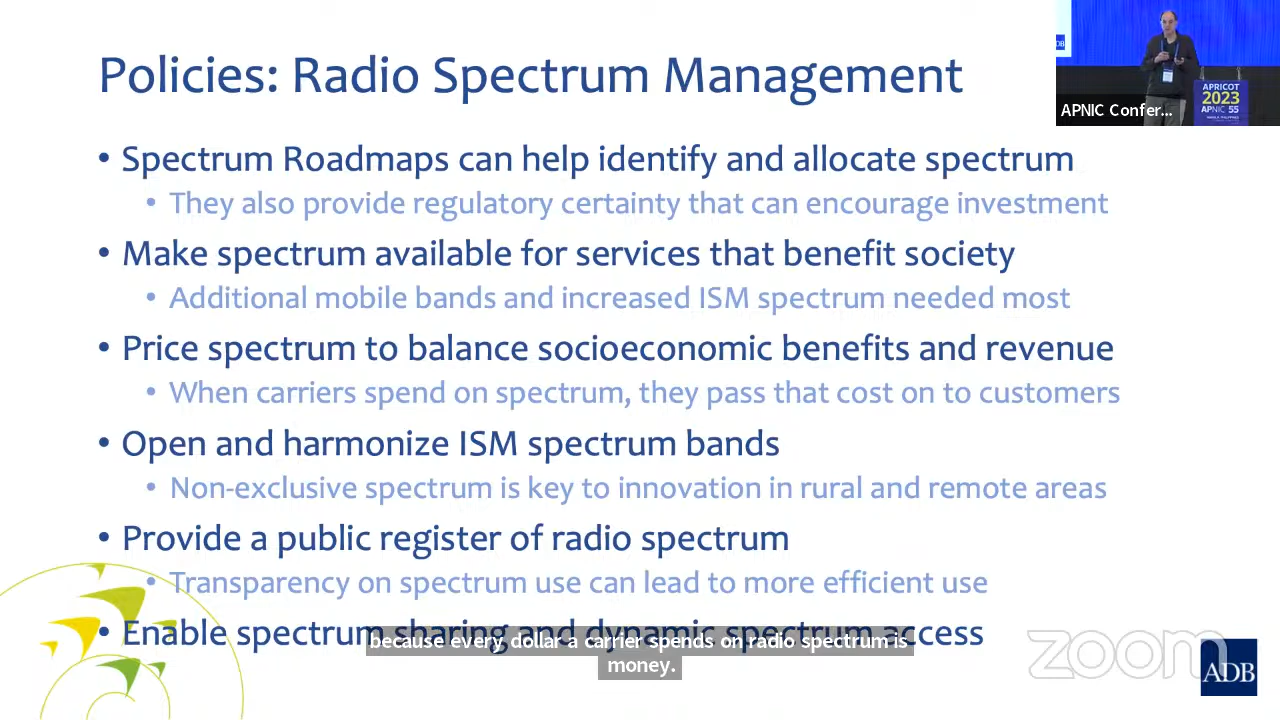 Policies: Radio Spectrum Management
• Spectrum Roadmaps can help identify and allocate spectrum
• They also provide regulatory certainty that can encourage investment
• Make spectrum available for services that benefit society
• Additional mobile bands and increased ISM spectrum needed most
• Price spectrum to balance socioeconomic benefits and revenue
• When carriers spend on spectrum, they pass that cost on to customers
• Open and harmonize ISM spectrum bands
• Non-exclusive spectrum is key to innovation in rural and remote areas
• Provide a public register of radio spectrum
• Transparency on spectrum use can lead to more efficient use
• Enable spectrum sharing and dynamic spectrum access
because every dollar a carrier spends on radio spectrum is
money.
DB
APRICOT
2023
APNIC 55
APNIC Confer...
zoom
ADB